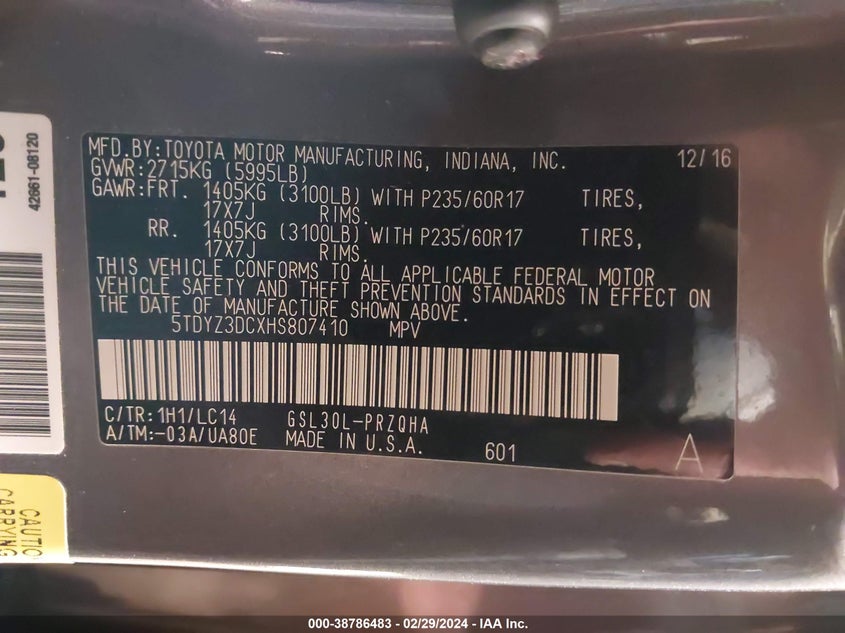 MFD.BY:TOYOTA MOTOR MANUFACTURING, INDIANA, INC. 12/16
GVWR:2715KG (5995LB)
GAWR:FRT. 1405KG (3100LB) WITH P235/60R17 TIRES,
17X7J RIMS.
RR. 1405KG (3100LB) WITH P235/60R17 TIRES,
17X7J RIMS.
THIS VEHICLE CONFORMS TO ALL APPLICABLE FEDERAL MOTOR
VEHICLE SAFETY AND THEFT PREVENTION STANDARDS IN EFFECT ON
THE DATE OF MANUFACTURE SHOWN ABOVE.
5TDYZ3DCXHS807410 MPV
C/TR:1H1/LC14 GSL30L-PRZQHA
A/TM:-03A/UA80E MADE IN U.S.A. 601 A
42661-08120
CAUTIO
CARRYING
000-38786483 - 02/29/2024 - IAA Inc.